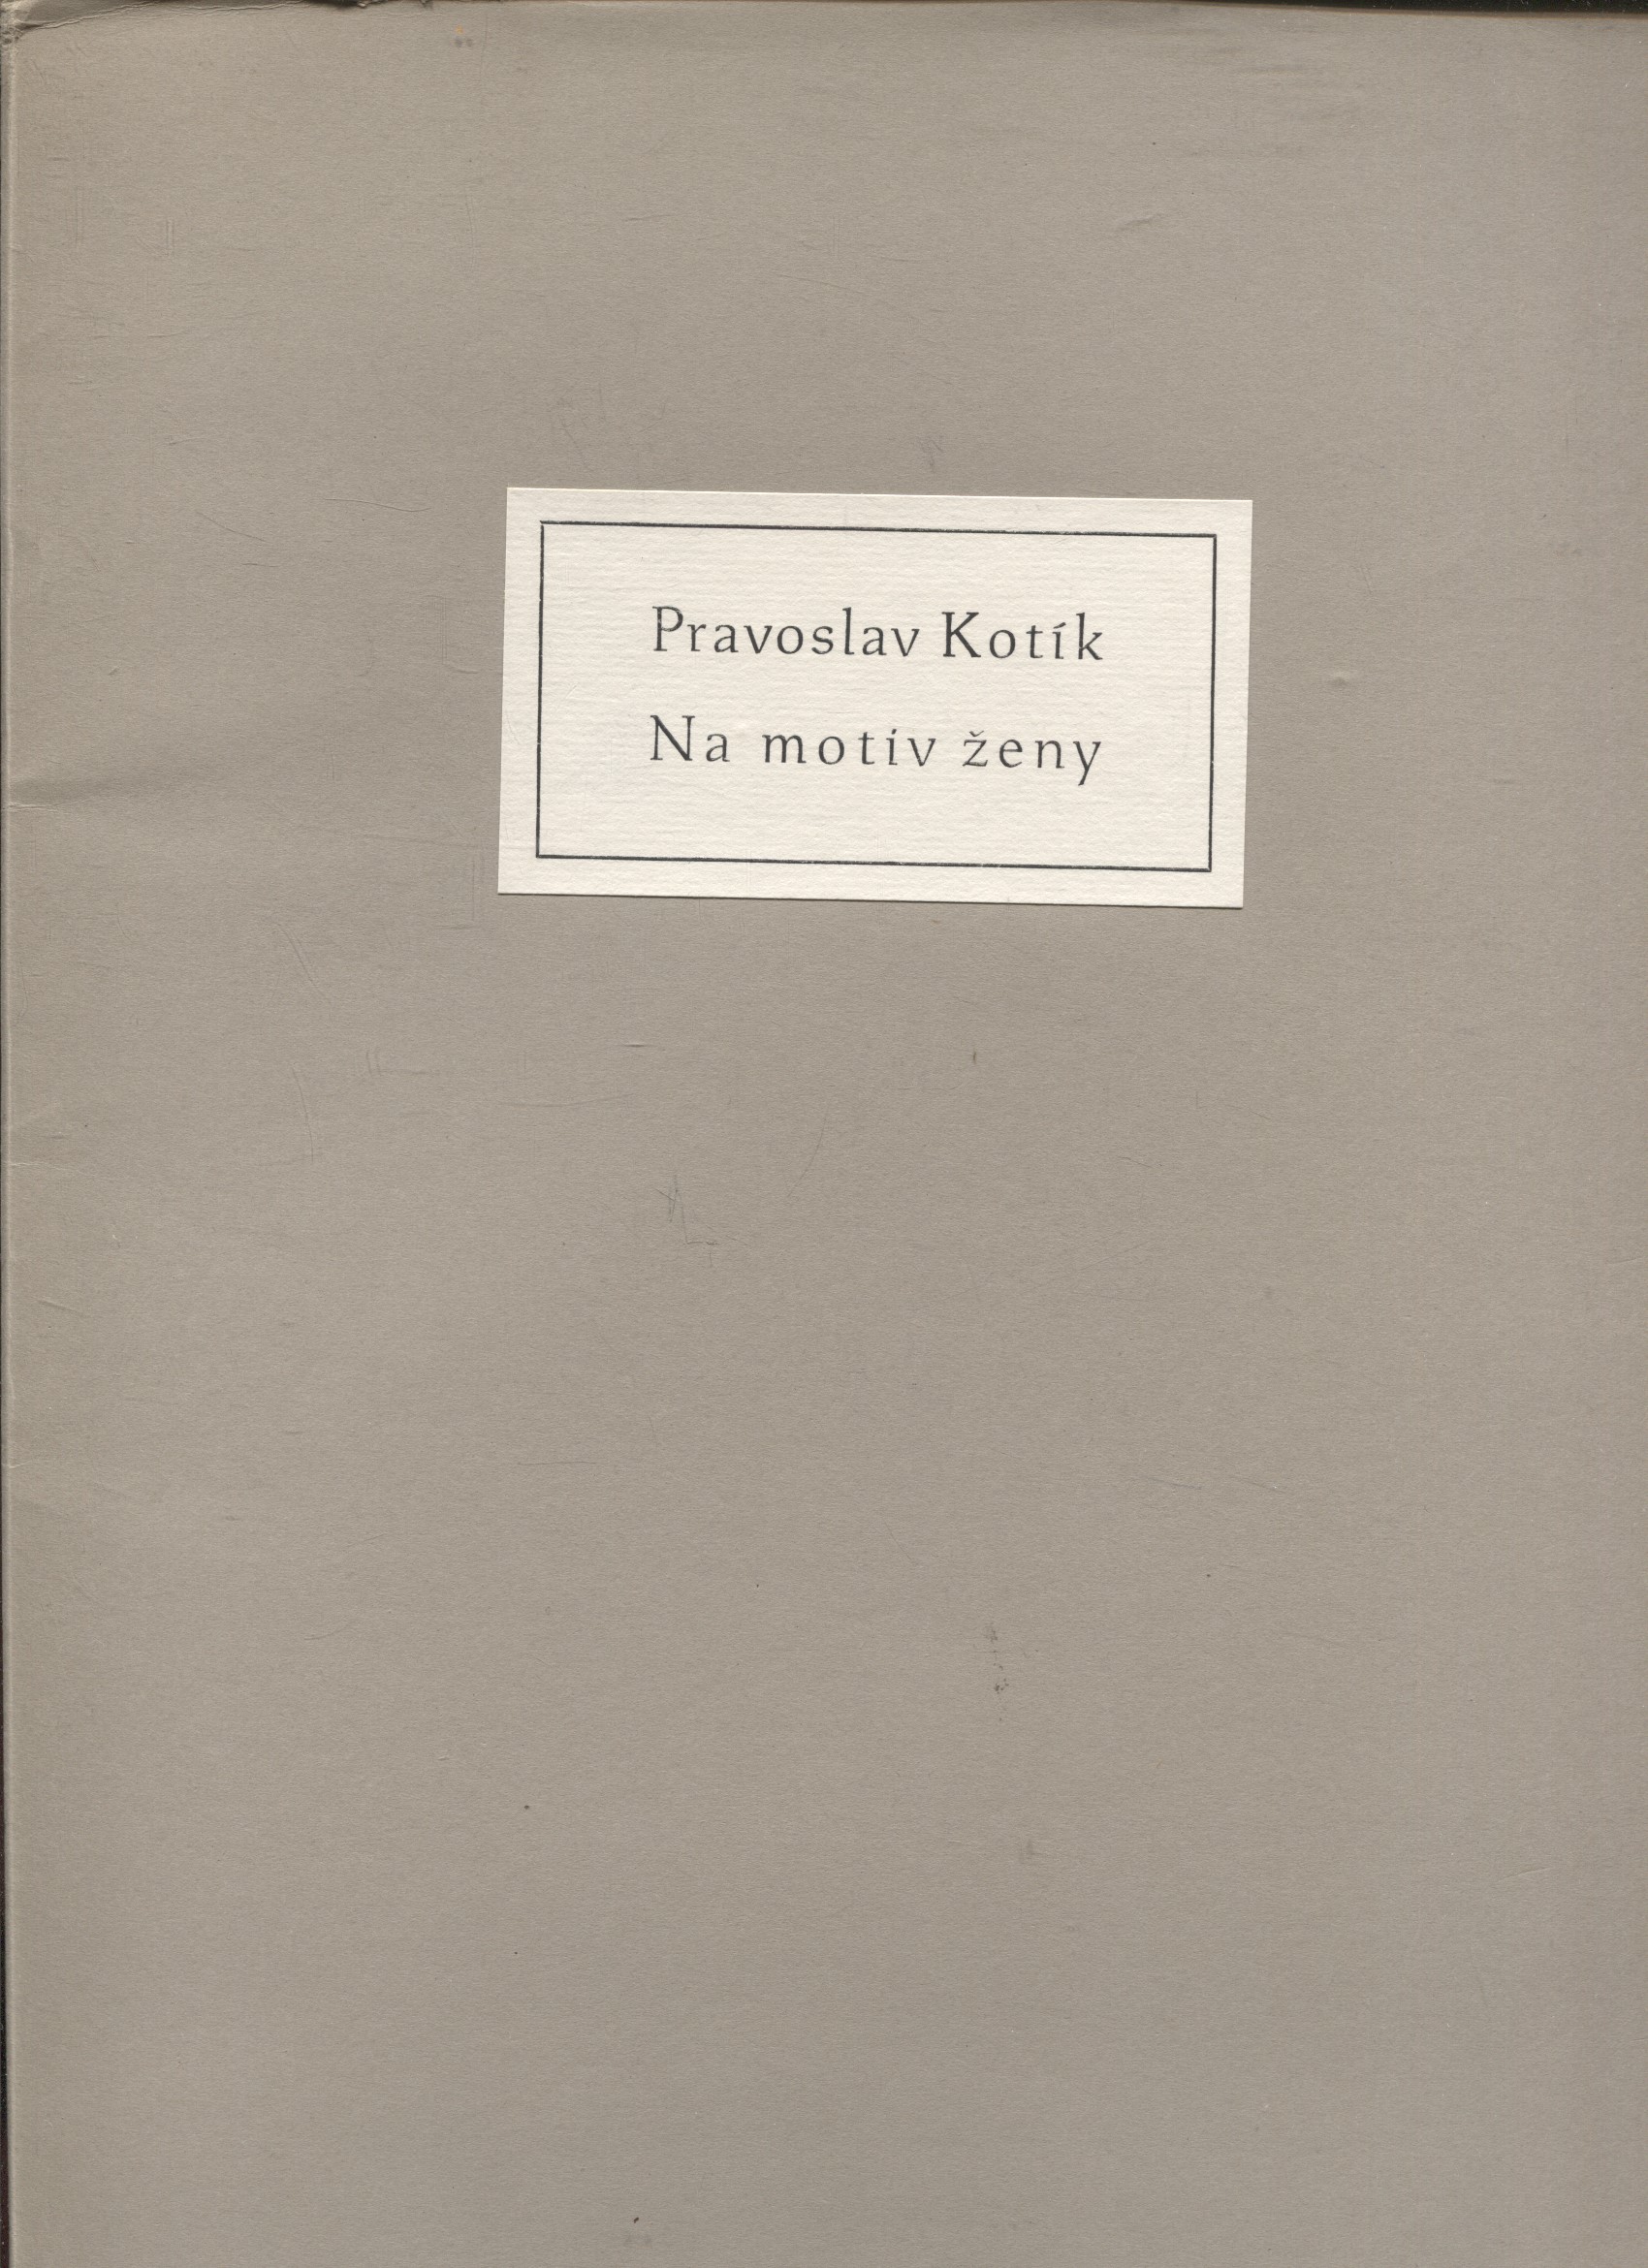 Pravoslav Kotík
Na motiv ženy